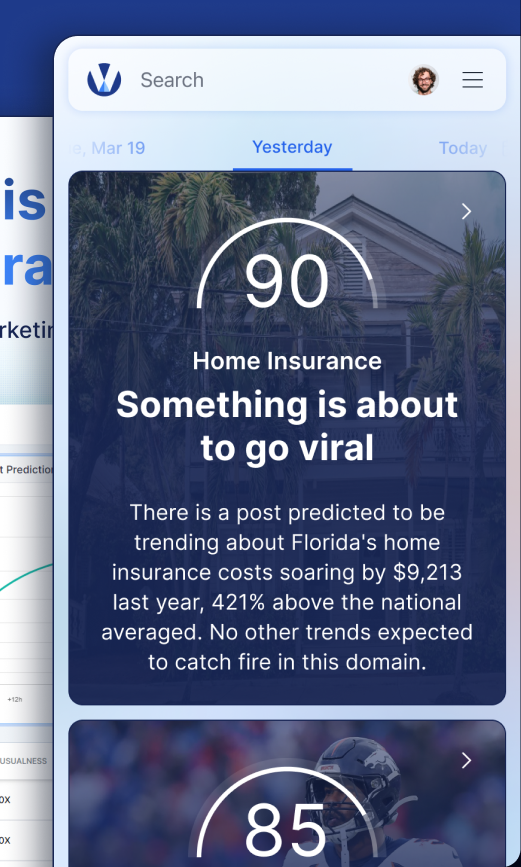 Search
e, Mar 19
Yesterday
Today
is
ra
rketin
90
Home Insurance
Something is about
to go viral
There is a post predicted to be
trending about Florida's home
insurance costs soaring by $9,213
last year, 421% above the national
averaged. No other trends expected
to catch fire in this domain.
t Prediction
+12h
USUALNESS
0X
0X
85